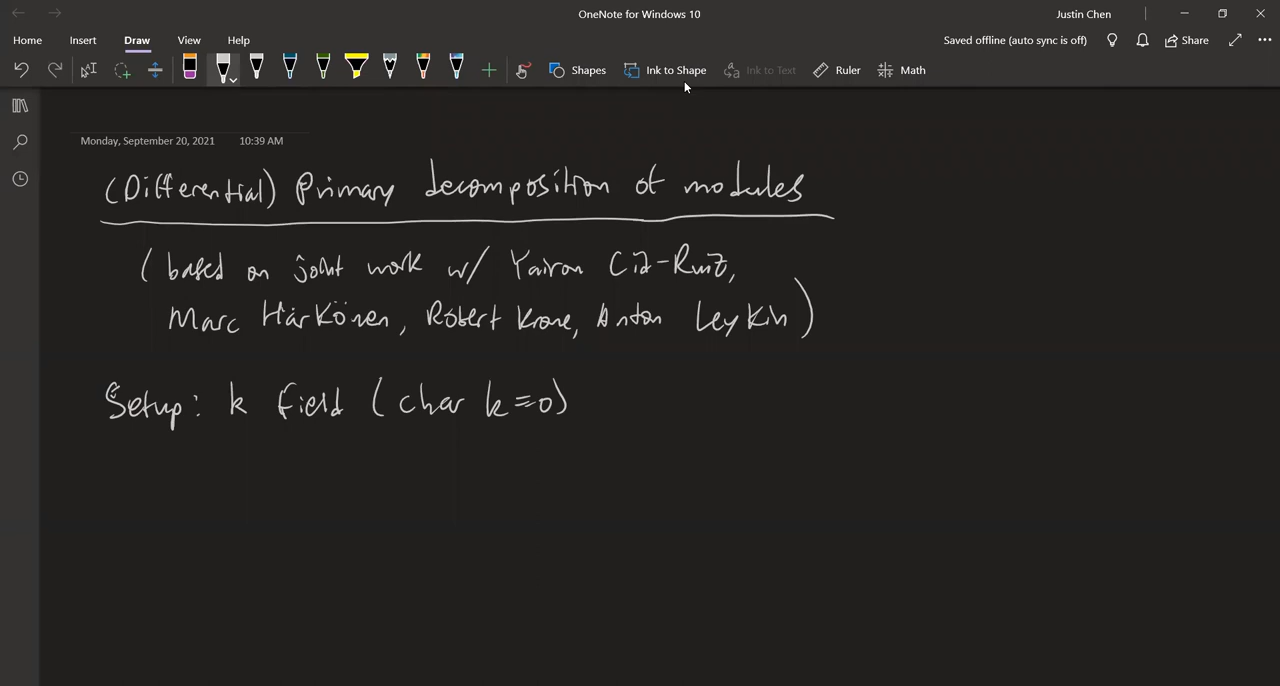 OneNote for Windows 10
Justin Chen
Home Insert Draw View Help
Saved offline (auto sync is off) Share
Shapes Ink to Shape Ink to Text Ruler Math
Monday, September 20, 2021 10:39 AM
(Differential) Primary decomposition of modules
(based on joint work w/ Yairon Cid-Ruiz,
Marc Härkönen, Robert Krone, Anton Leykin)
Setup: k field (char k=0)